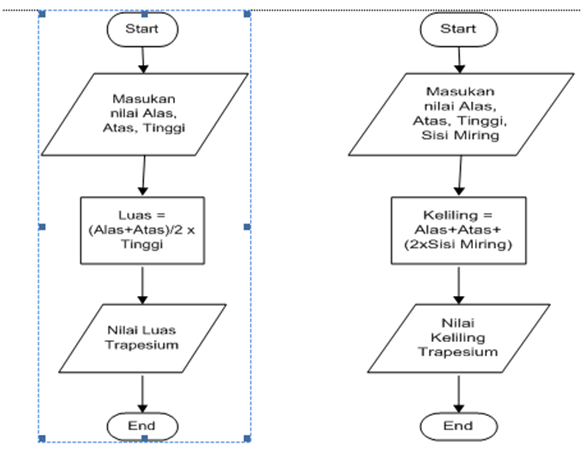 Start
Masukan
nilai Alas,
Atas, Tinggi
Luas =
(Alas+Atas)/2 x
Tinggi
Nilai Luas
Trapesium
End
Start
Masukan
nilai Alas,
Atas, Tinggi,
Sisi Miring
Keliling =
Alas+Atas+
(2xSisi Miring)
Nilai
Keliling
Trapesium
End